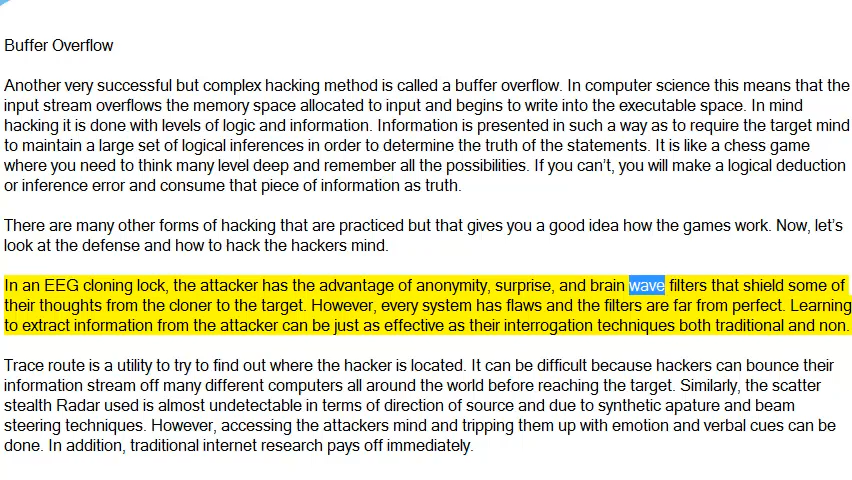 Buffer Overflow
Another very successful but complex hacking method is called a buffer overflow. In computer science this means that the
input stream overflows the memory space allocated to input and begins to write into the executable space. In mind
hacking it is done with levels of logic and information. Information is presented in such a way as to require the target mind
to maintain a large set of logical inferences in order to determine the truth of the statements. It is like a chess game
where you need to think many level deep and remember all the possibilities. If you can’t, you will make a logical deduction
or inference error and consume that piece of information as truth.
There are many other forms of hacking that are practiced but that gives you a good idea how the games work. Now, let’s
look at the defense and how to hack the hackers mind.
In an EEG cloning lock, the attacker has the advantage of anonymity, surprise, and brain wave filters that shield some of
their thoughts from the cloner to the target. However, every system has flaws and the filters are far from perfect. Learning
to extract information from the attacker can be just as effective as their interrogation techniques both traditional and non.
Trace route is a utility to try to find out where the hacker is located. It can be difficult because hackers can bounce their
information stream off many different computers all around the world before reaching the target. Similarly, the scatter
stealth Radar used is almost undetectable in terms of direction of source and due to synthetic apature and beam
steering techniques. However, accessing the attackers mind and tripping them up with emotion and verbal cues can be
done. In addition, traditional internet research pays off immediately.